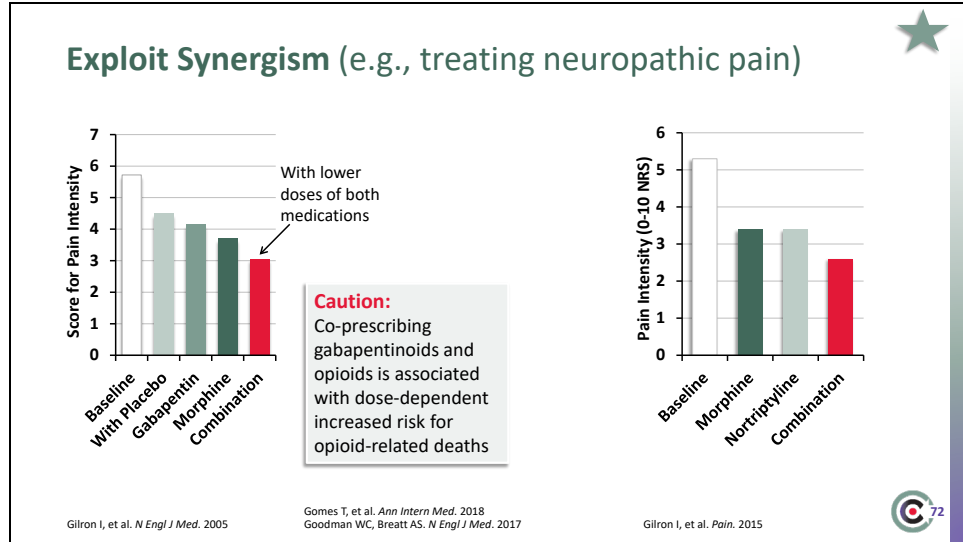 Exploit Synergism (e.g., treating neuropathic pain)
Score for Pain Intensity
7
6
5
4
3
2
1
0
Baseline
With Placebo
Gabapentin
Morphine
Combination
With lower
doses of both
medications
Caution:
Co-prescribing
gabapentinoids and
opioids is associated
with dose-dependent
increased risk for
opioid-related deaths
Pain Intensity (0-10 NRS)
6
5
4
3
2
1
0
Baseline
Morphine
Nortriptyline
Combination
Gilron I, et al. N Engl J Med. 2005
Gomes T, et al. Ann Intern Med. 2018
Goodman WC, Breatt AS. N Engl J Med. 2017
Gilron I, et al. Pain. 2015
72